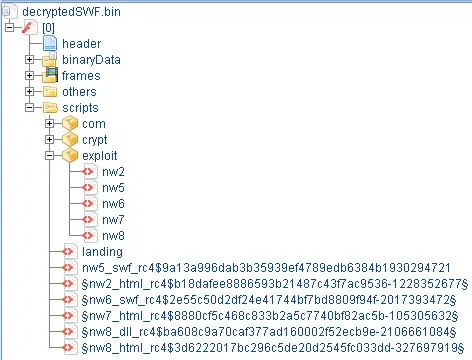 decryptedSWF.bin
[0]
header
binaryData
frames
others
scripts
com
crypt
exploit
nw2
nw5
nw6
nw7
nw8
landing
nw5_swf_rc4$9a13a996dab3b35939ef4789edb6384b1930294721
§nw2_html_rc4$b18dafee8886593b21487c43f7ac9536-1228352677§
§nw6_swf_rc4$2e55c50d2df24e41744bf7bd8809f94f-2017393472§
§nw7_html_rc4$8880cf5c468c833b2a5c7740bf82ac5b-105305632§
§nw8_dll_rc4$ba608c9a70caf377ad160002f52ecb9e-2106661084§
§nw8_html_rc4$3d6222017bc296c5de20d2545fc033dd-327697919§